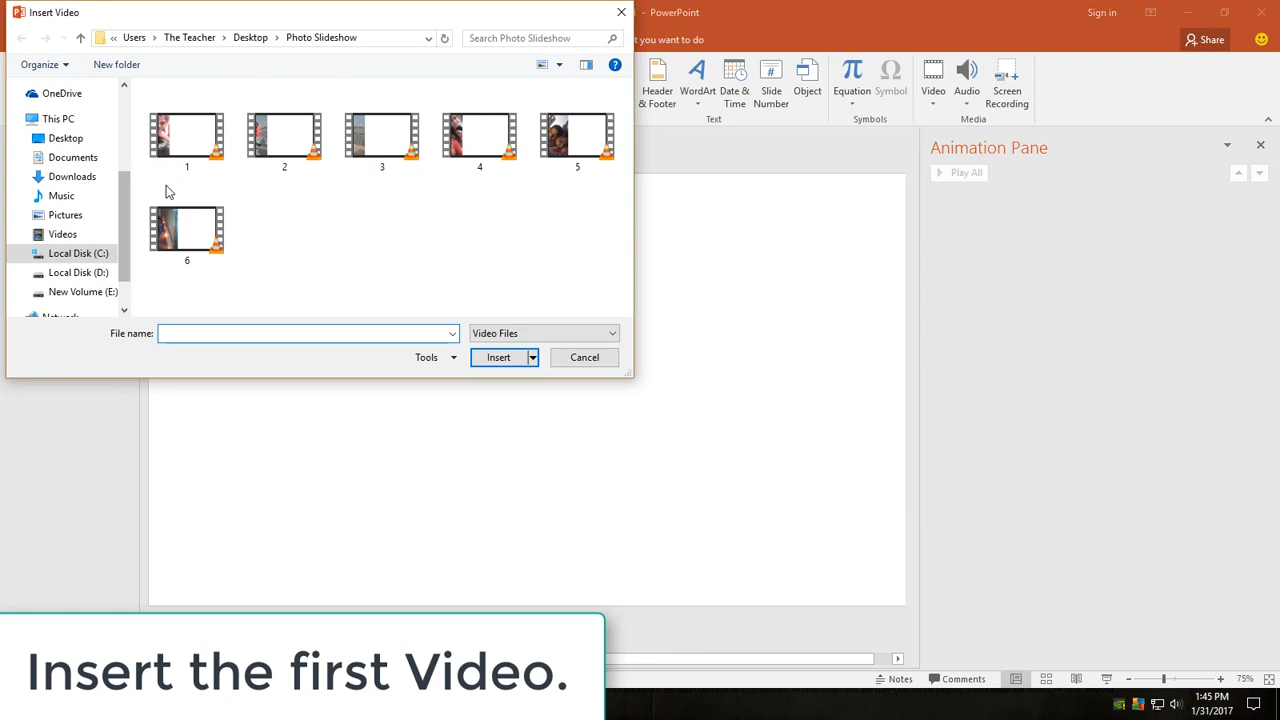 Insert Video
- PowerPoint
Sign in
« Users > The Teacher > Desktop > Photo Slideshow
Search Photo Slideshow
t you want to do
Share
Organize
New folder
Header & Footer
WordArt
Date & Time
Slide Number
Object
Equation
Symbol
Video
Audio
Screen Recording
Text
Symbols
Media
OneDrive
This PC
Desktop
Documents
Downloads
Music
Pictures
Videos
Local Disk (C:)
Local Disk (D:)
New Volume (E:)
1
2
3
4
5
6
File name:
Video Files
Tools
Insert
Cancel
Animation Pane
Play All
Insert the first Video.
Notes
Comments
75%
1:45 PM
1/31/2017